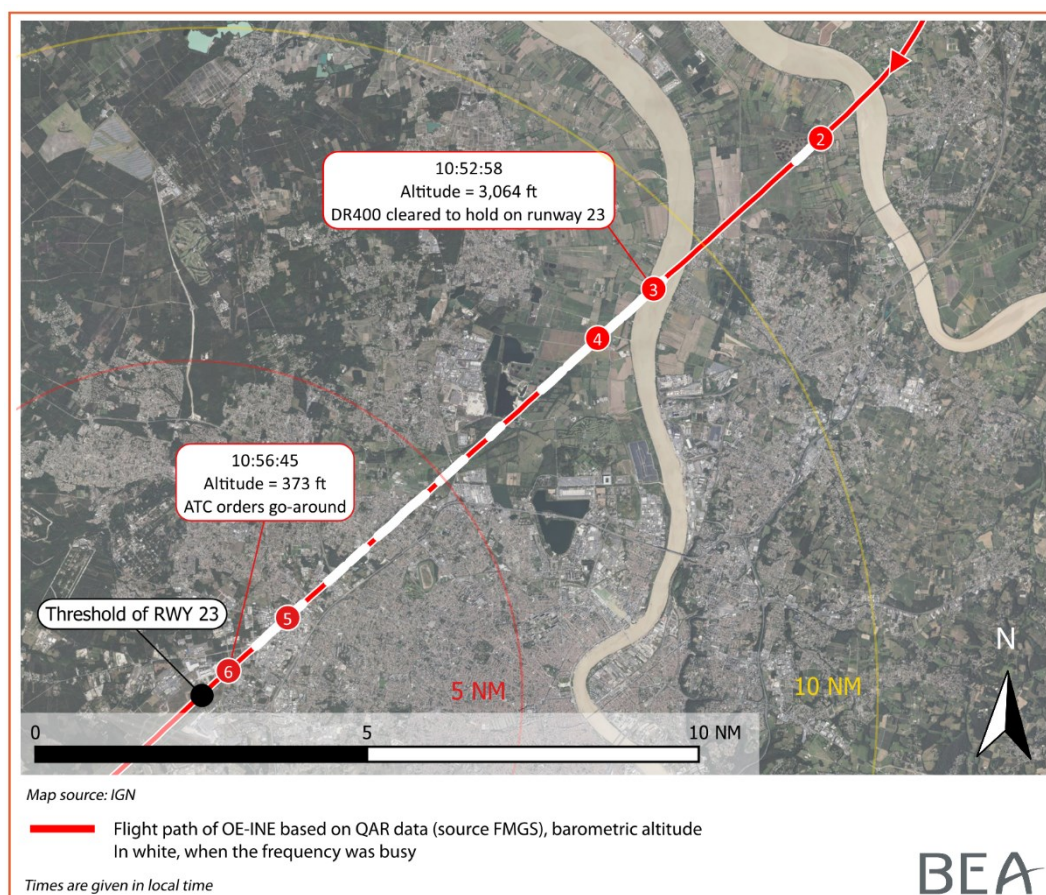 2
10:52:58
Altitude = 3,064 ft
DR400 cleared to hold on runway 23
3
4
10:56:45
Altitude = 373 ft
ATC orders go-around
Threshold of RWY 23
5
6
N
5 NM
10 NM
0 5 10 NM
Map source: IGN
Flight path of OE-INE based on QAR data (source FMGS), barometric altitude
In white, when the frequency was busy
Times are given in local time
BEA